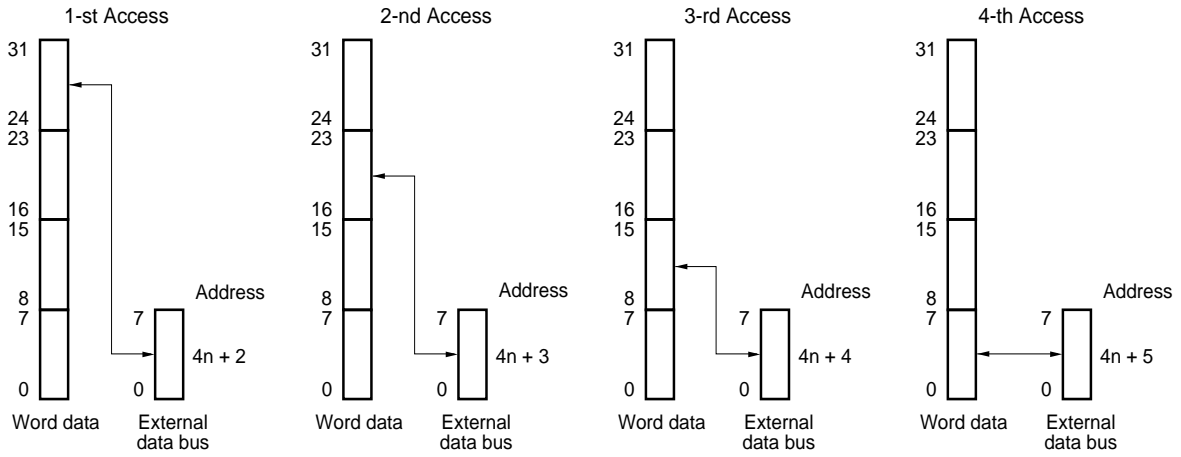 1-st Access
31
24
23
16
15
8
7
0
Word data
Address
7
4n + 2
0
External
data bus
2-nd Access
31
24
23
16
15
8
7
0
Word data
Address
7
4n + 3
0
External
data bus
3-rd Access
31
24
23
16
15
8
7
0
Word data
Address
7
4n + 4
0
External
data bus
4-th Access
31
24
23
16
15
8
7
0
Word data
Address
7
4n + 5
0
External
data bus